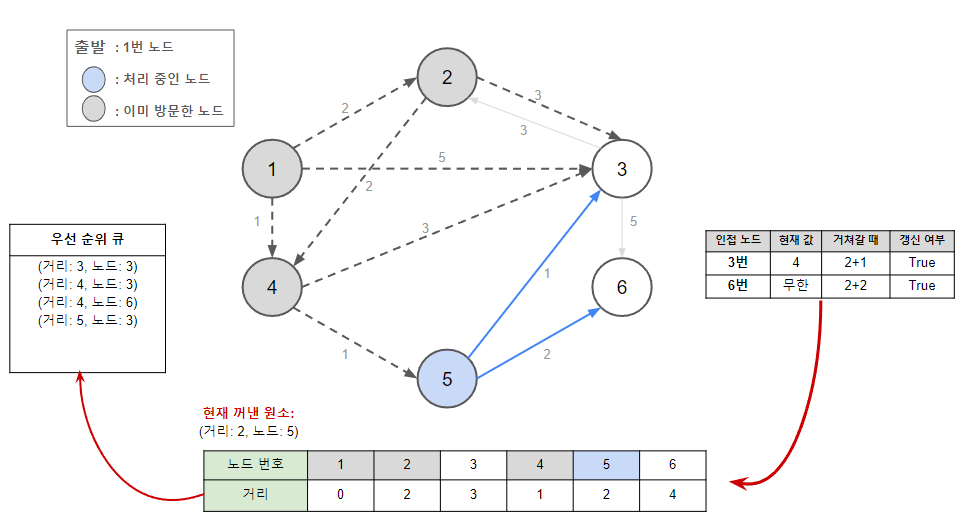 출발 : 1번 노드
: 처리 중인 노드
: 이미 방문한 노드
2
2
3
3
1
5
3
2
1
3
5
4
6
1
1
2
5
우선 순위 큐
(거리: 3, 노드: 3)
(거리: 4, 노드: 3)
(거리: 4, 노드: 6)
(거리: 5, 노드: 3)
인접 노드 현재 값 거쳐갈 때 갱신 여부
3번 4 2+1 True
6번 무한 2+2 True
현재 꺼낸 원소:
(거리: 2, 노드: 5)
노드 번호 1 2 3 4 5 6
거리 0 2 3 1 2 4